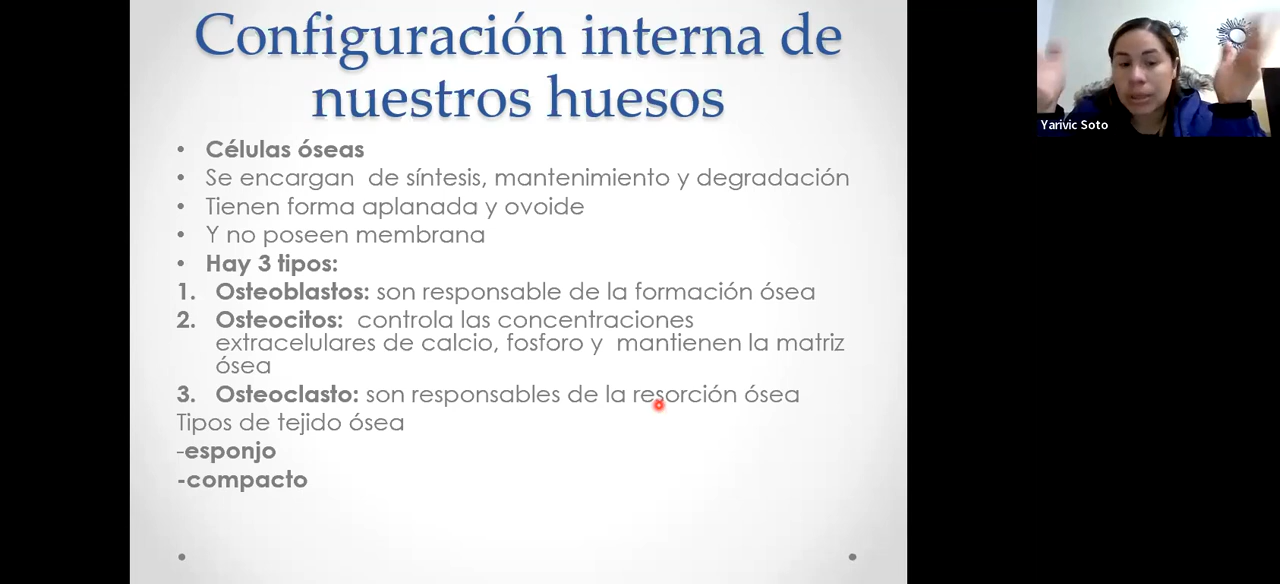 Configuración interna de
nuestros huesos
• Células óseas
• Se encargan de síntesis, mantenimiento y degradación
• Tienen forma aplanada y ovoide
• Y no poseen membrana
• Hay 3 tipos:
1. Osteoblastos: son responsable de la formación ósea
2. Osteocitos: controla las concentraciones
extracelulares de calcio, fosforo y mantienen la matriz
ósea
3. Osteoclasto: son responsables de la resorción ósea
Tipos de tejido ósea
-esponjo
-compacto
Yarivic Soto